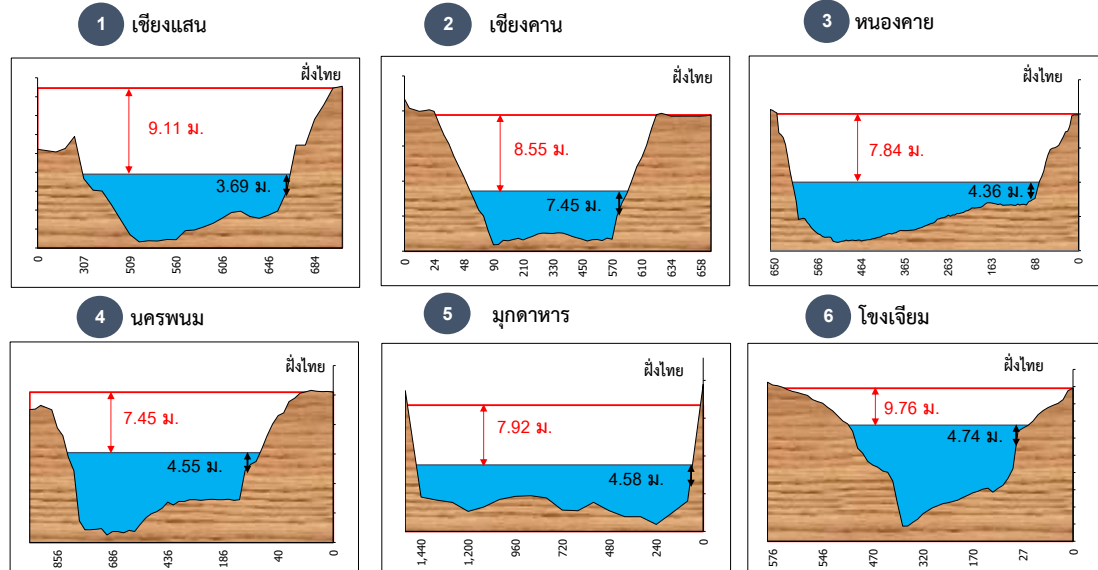 1 เชียงแสน
2 เชียงคาน
3 หนองคาย
ฝั่งไทย
9.11 ม.
3.69 ม.
0 307 509 560 606 646 684
ฝั่งไทย
8.55 ม.
7.45 ม.
0 24 48 90 210 330 450 570 610 634 658
ฝั่งไทย
7.84 ม.
4.36 ม.
650 566 464 365 263 163 68 0
4 นครพนม
5 มุกดาหาร
6 โขงเจียม
ฝั่งไทย
7.45 ม.
4.55 ม.
856 686 436 186 40 0
ฝั่งไทย
7.92 ม.
4.58 ม.
1,440 1,200 960 720 480 240 0
ฝั่งไทย
9.76 ม.
4.74 ม.
576 546 470 320 170 27 0